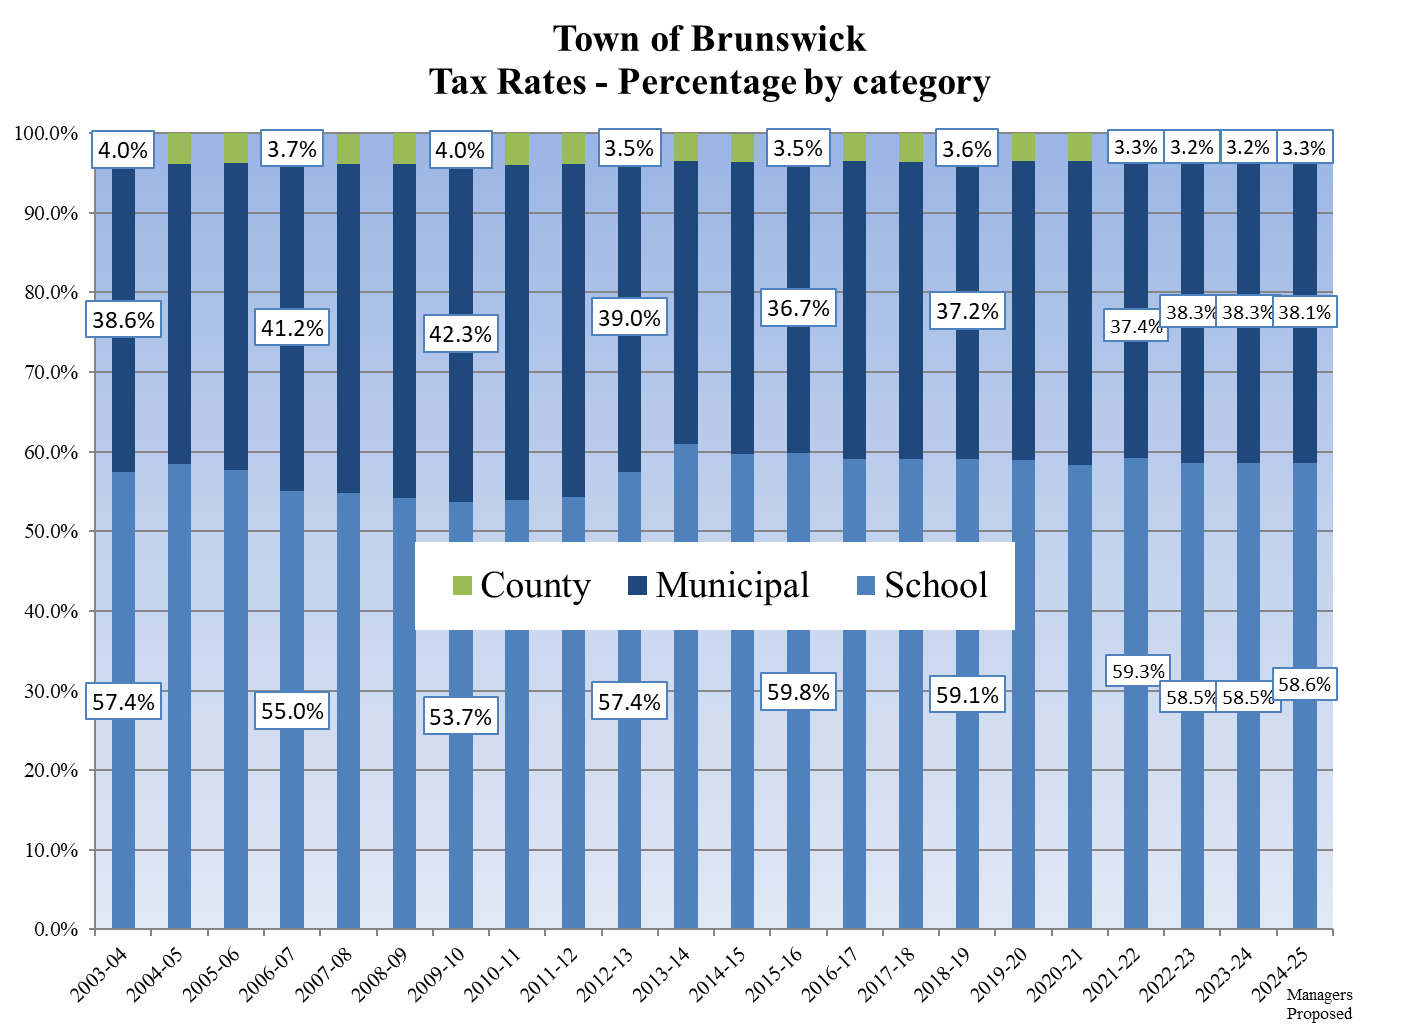 Town of Brunswick
Tax Rates - Percentage by category
100.0%
90.0%
80.0%
70.0%
60.0%
50.0%
40.0%
30.0%
20.0%
10.0%
0.0%
4.0% 3.7% 4.0% 3.5% 3.5% 3.6% 3.3% 3.2% 3.2% 3.3%
38.6% 41.2% 42.3% 39.0% 36.7% 37.2% 37.4% 38.3% 38.3% 38.1%
County Municipal School
57.4% 55.0% 53.7% 57.4% 59.8% 59.1% 59.3% 58.5% 58.5% 58.6%
2003-04 2004-05 2005-06 2006-07 2007-08 2008-09 2009-10 2010-11 2011-12 2012-13 2013-14 2014-15 2015-16 2016-17 2017-18 2018-19 2019-20 2020-21 2021-22 2022-23 2023-24 2024-25
Managers
Proposed